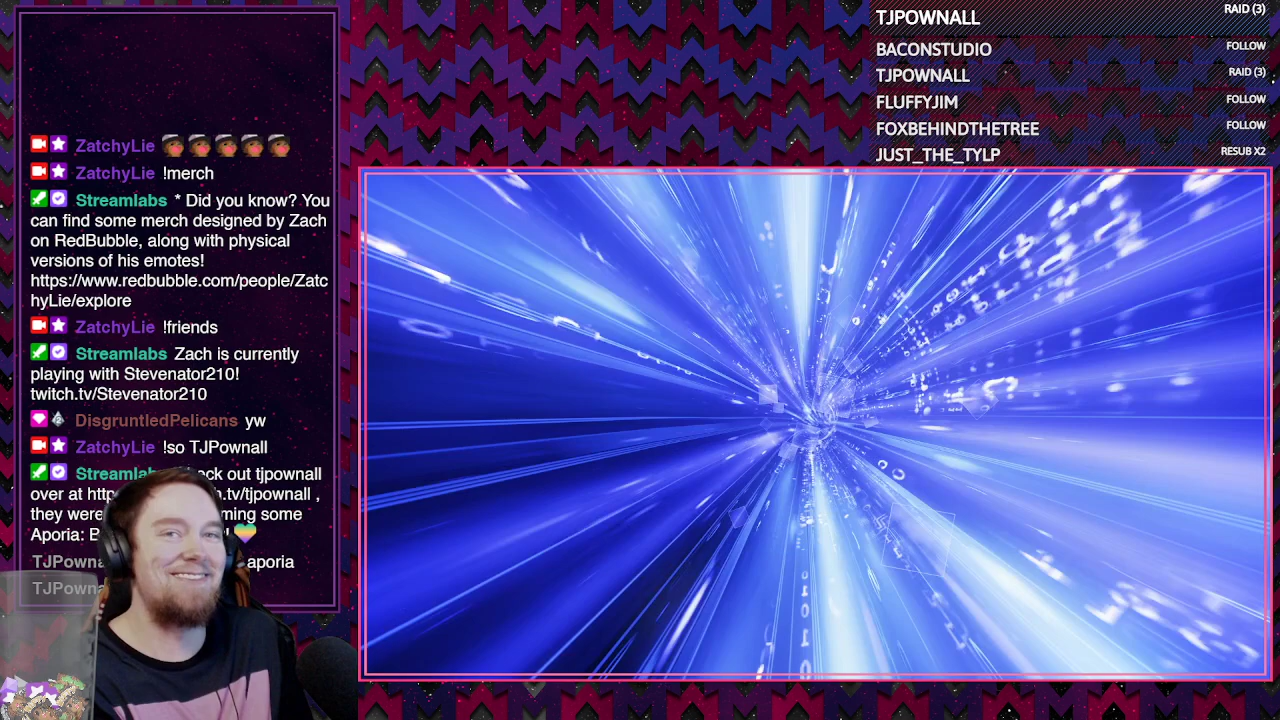 ZatchyLie
ZatchyLie !merch
Streamlabs * Did you know? You
can find some merch designed by Zach
on RedBubble, along with physical
versions of his emotes!
https://www.redbubble.com/people/Zatc
hyLie/explore
ZatchyLie !friends
Streamlabs Zach is currently
playing with Stevenator210!
twitch.tv/Stevenator210
DisgruntledPelicans yw
ZatchyLie !so TJPownall
out tjpownall
over at
they were
Aporia:
aporia
TJPOWNALL RAID (3)
BACONSTUDIO FOLLOW
TJPOWNALL RAID (3)
FLUFFYJIM FOLLOW
FOXBEHINDTHETREE FOLLOW
JUST_THE_TYLP RESUB X2